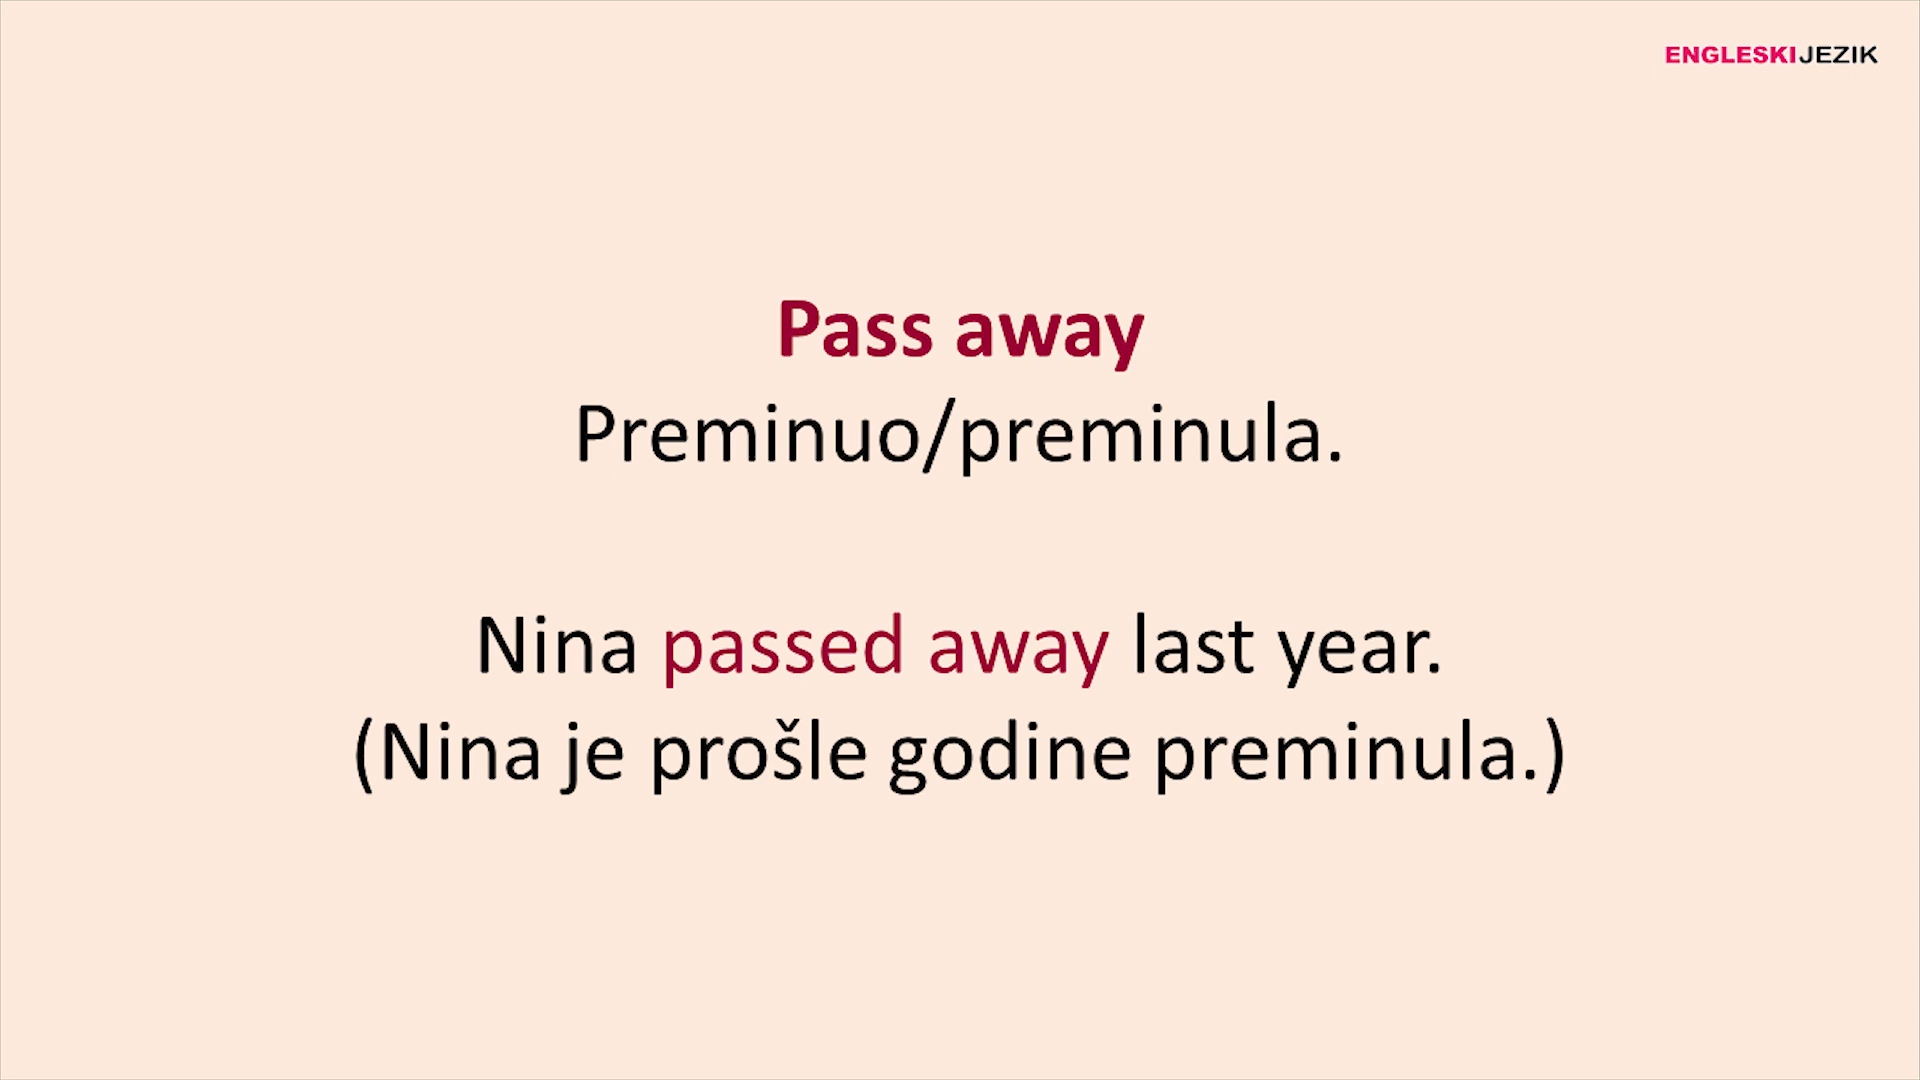 ENGLESKIJEZIK
Pass away
Preminuo/preminula.
Nina passed away last year.
(Nina je prošle godine preminula.)